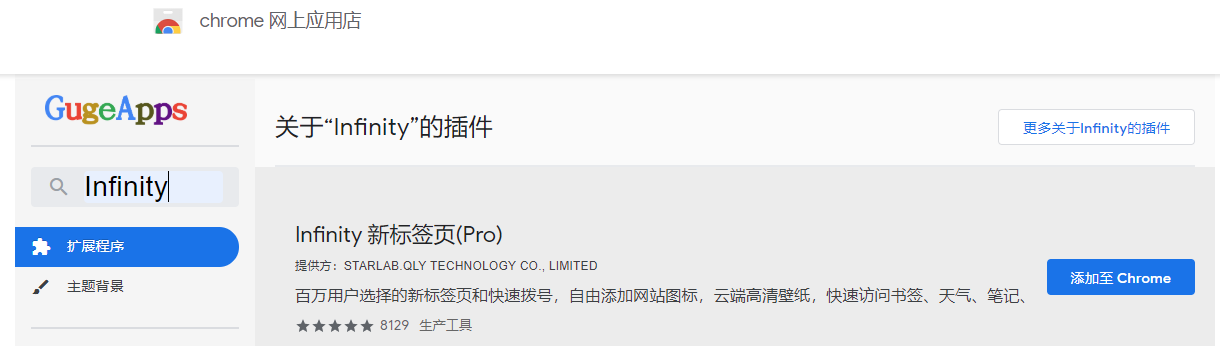 chrome 网上应用店
GugeApps
关于“Infinity”的插件
更多关于Infinity的插件
Infinity
扩展程序
主题背景
Infinity 新标签页(Pro)
提供方：STARLAB.QLY TECHNOLOGY CO., LIMITED
百万用户选择的新标签页和快速拨号，自由添加网站图标，云端高清壁纸，快速访问书签、天气、笔记、
8129 生产工具
添加至 Chrome